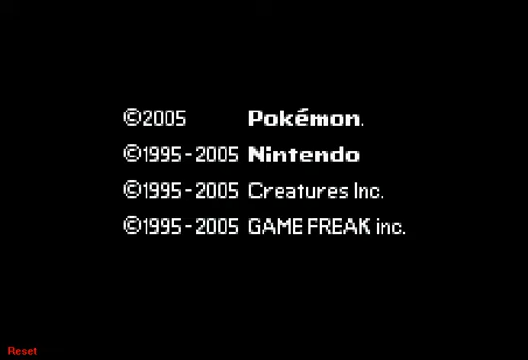 ©2005 Pokémon.
©1995-2005 Nintendo
©1995-2005 Creatures Inc.
©1995-2005 GAME FREAK inc.
Reset